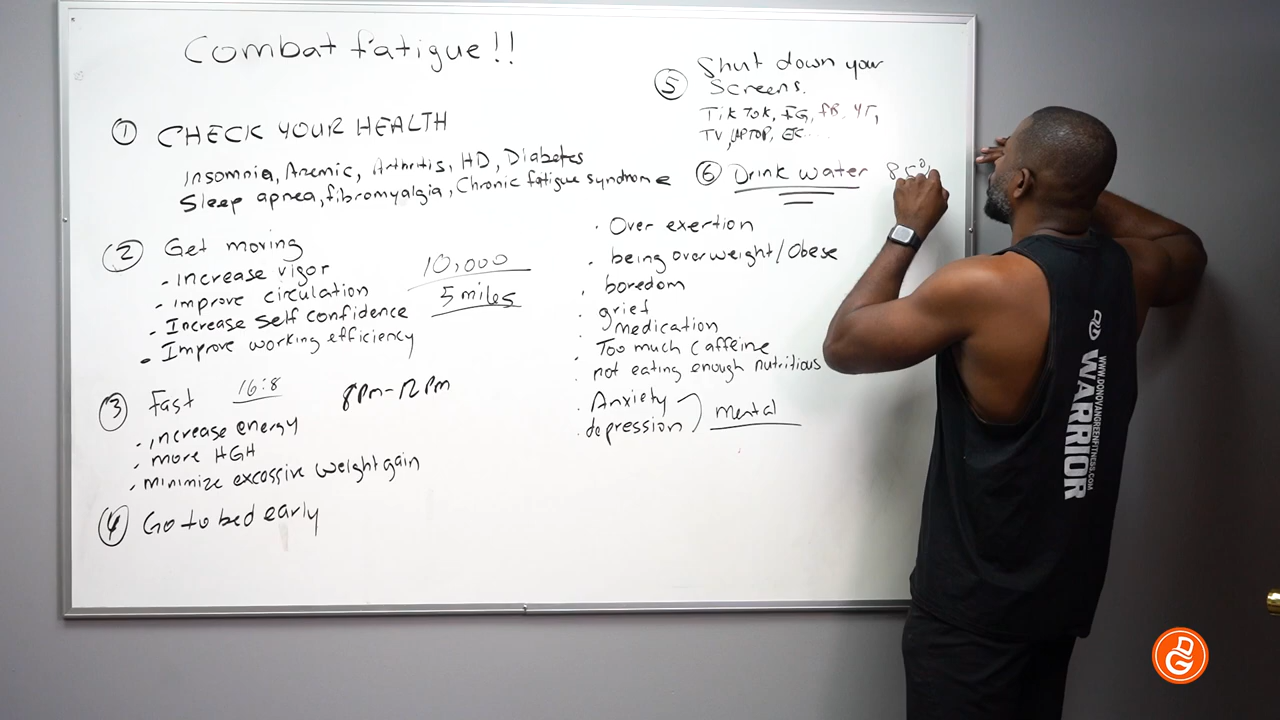 Combat fatigue!!
① CHECK YOUR HEALTH
Insomnia, Anemic, Arthritis, HD, Diabetes
Sleep apnea, fibromyalgia, Chronic fatigue syndrome
② Get moving
· increase vigor
· improve circulation
· Increase self confidence
· Improve working efficiency
10,000
5 miles
③ Fast 16:8 8pm-12pm
· increase energy
· more HGH
· minimize excossive weight gain
④ Go to bed early
⑤ Shut down your
Screens.
TikTok, IG, FB, YT,
TV, LAPTOP, ETC....
⑥ Drink water 85%
· Over exertion
· being overweight/Obese
· boredom
· grief
· medication
· Too much caffeine
· not eating enough nutritious
· Anxiety
· depression
mental
WWW.DONOVANGREENFITNESS.COM
WARRIOR
DG